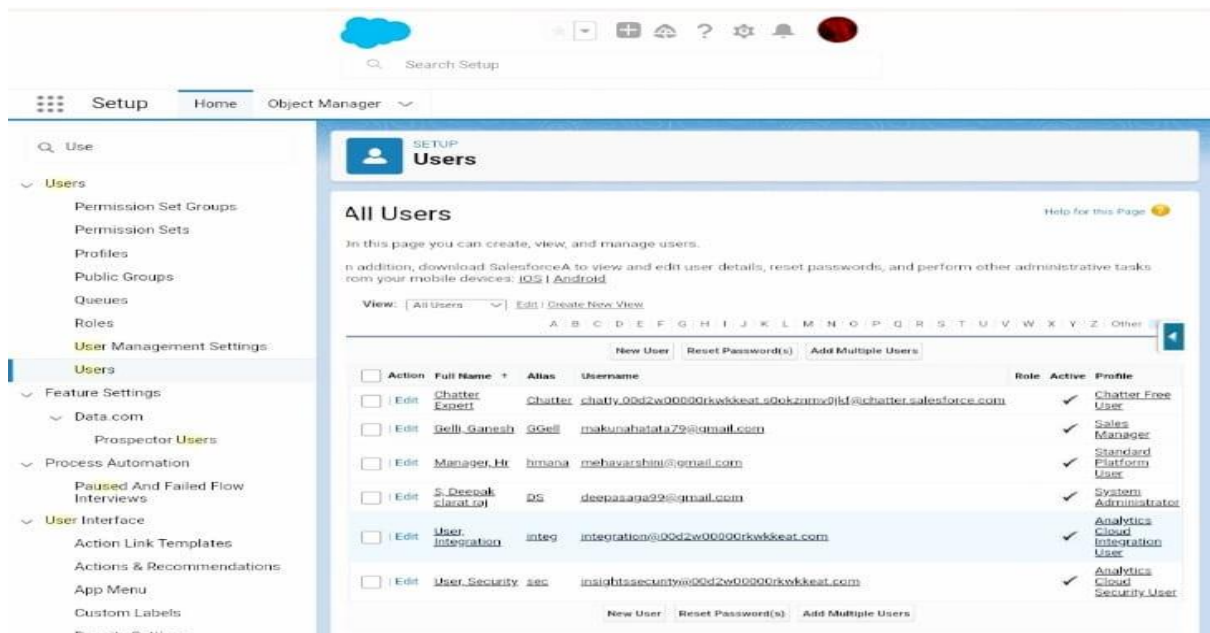 Search Setup
Setup Home Object Manager
Use
Users
Permission Set Groups
Permission Sets
Profiles
Public Groups
Queues
Roles
User Management Settings
Users
Feature Settings
Data.com
Prospector Users
Process Automation
Paused And Failed Flow
Interviews
User Interface
Action Link Templates
Actions & Recommendations
App Menu
Custom Labels
SETUP
Users
All Users
Help for this Page
On this page you can create, view, and manage users.
n addition, download SalesforceA to view and edit user details, reset passwords, and perform other administrative tasks
rom your mobile devices: iOS | Android
View: All Users Edit | Create New View
A B C D E F G H I J K L M N O P Q R S T U V W X Y Z Other
New User Reset Password(s) Add Multiple Users
Action Full Name ↑ Alias Username Role Active Profile
Edit Chatter Expert Chatter Chatter Free User
Edit Gelli, Ganesh GGell makunahatata79@gmail.com Sales Manager
Edit Manager, Hr hmana mehavarshini@gmail.com Standard Platform User
Edit S, Deepak clarat raj DS deepasaga99@gmail.com System Administrator
Edit User, Integration integ integration@00d2w00000rkwkkeat.com Analytics Cloud Integration User
Edit User, Security sec insightssecurity@00d2w00000rkwkkeat.com Analytics Cloud Security User
New User Reset Password(s) Add Multiple Users